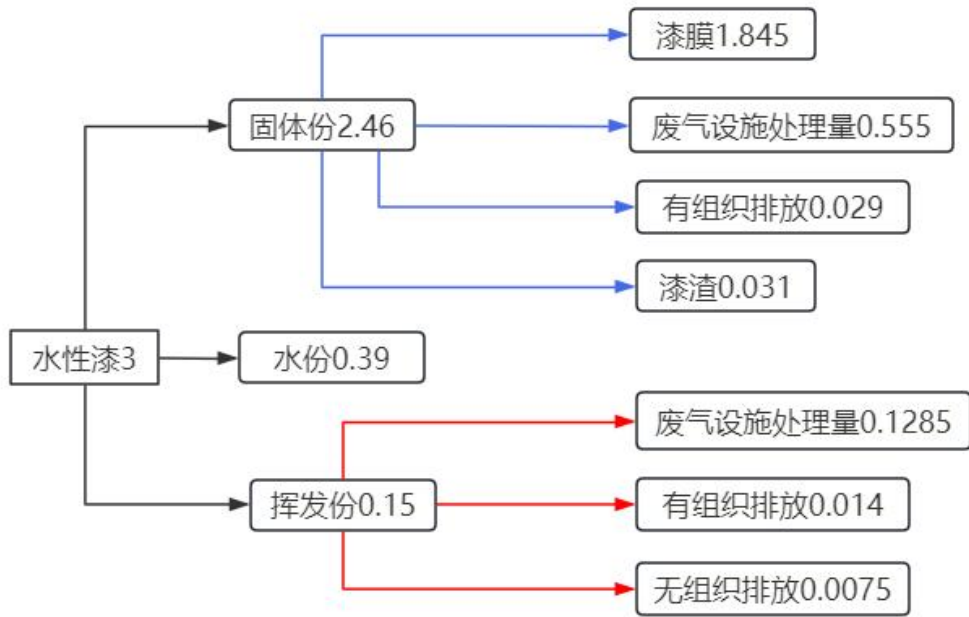 漆膜1.845
固体份2.46
废气设施处理量0.555
有组织排放0.029
漆渣0.031
水性漆3
水份0.39
废气设施处理量0.1285
挥发份0.15
有组织排放0.014
无组织排放0.0075